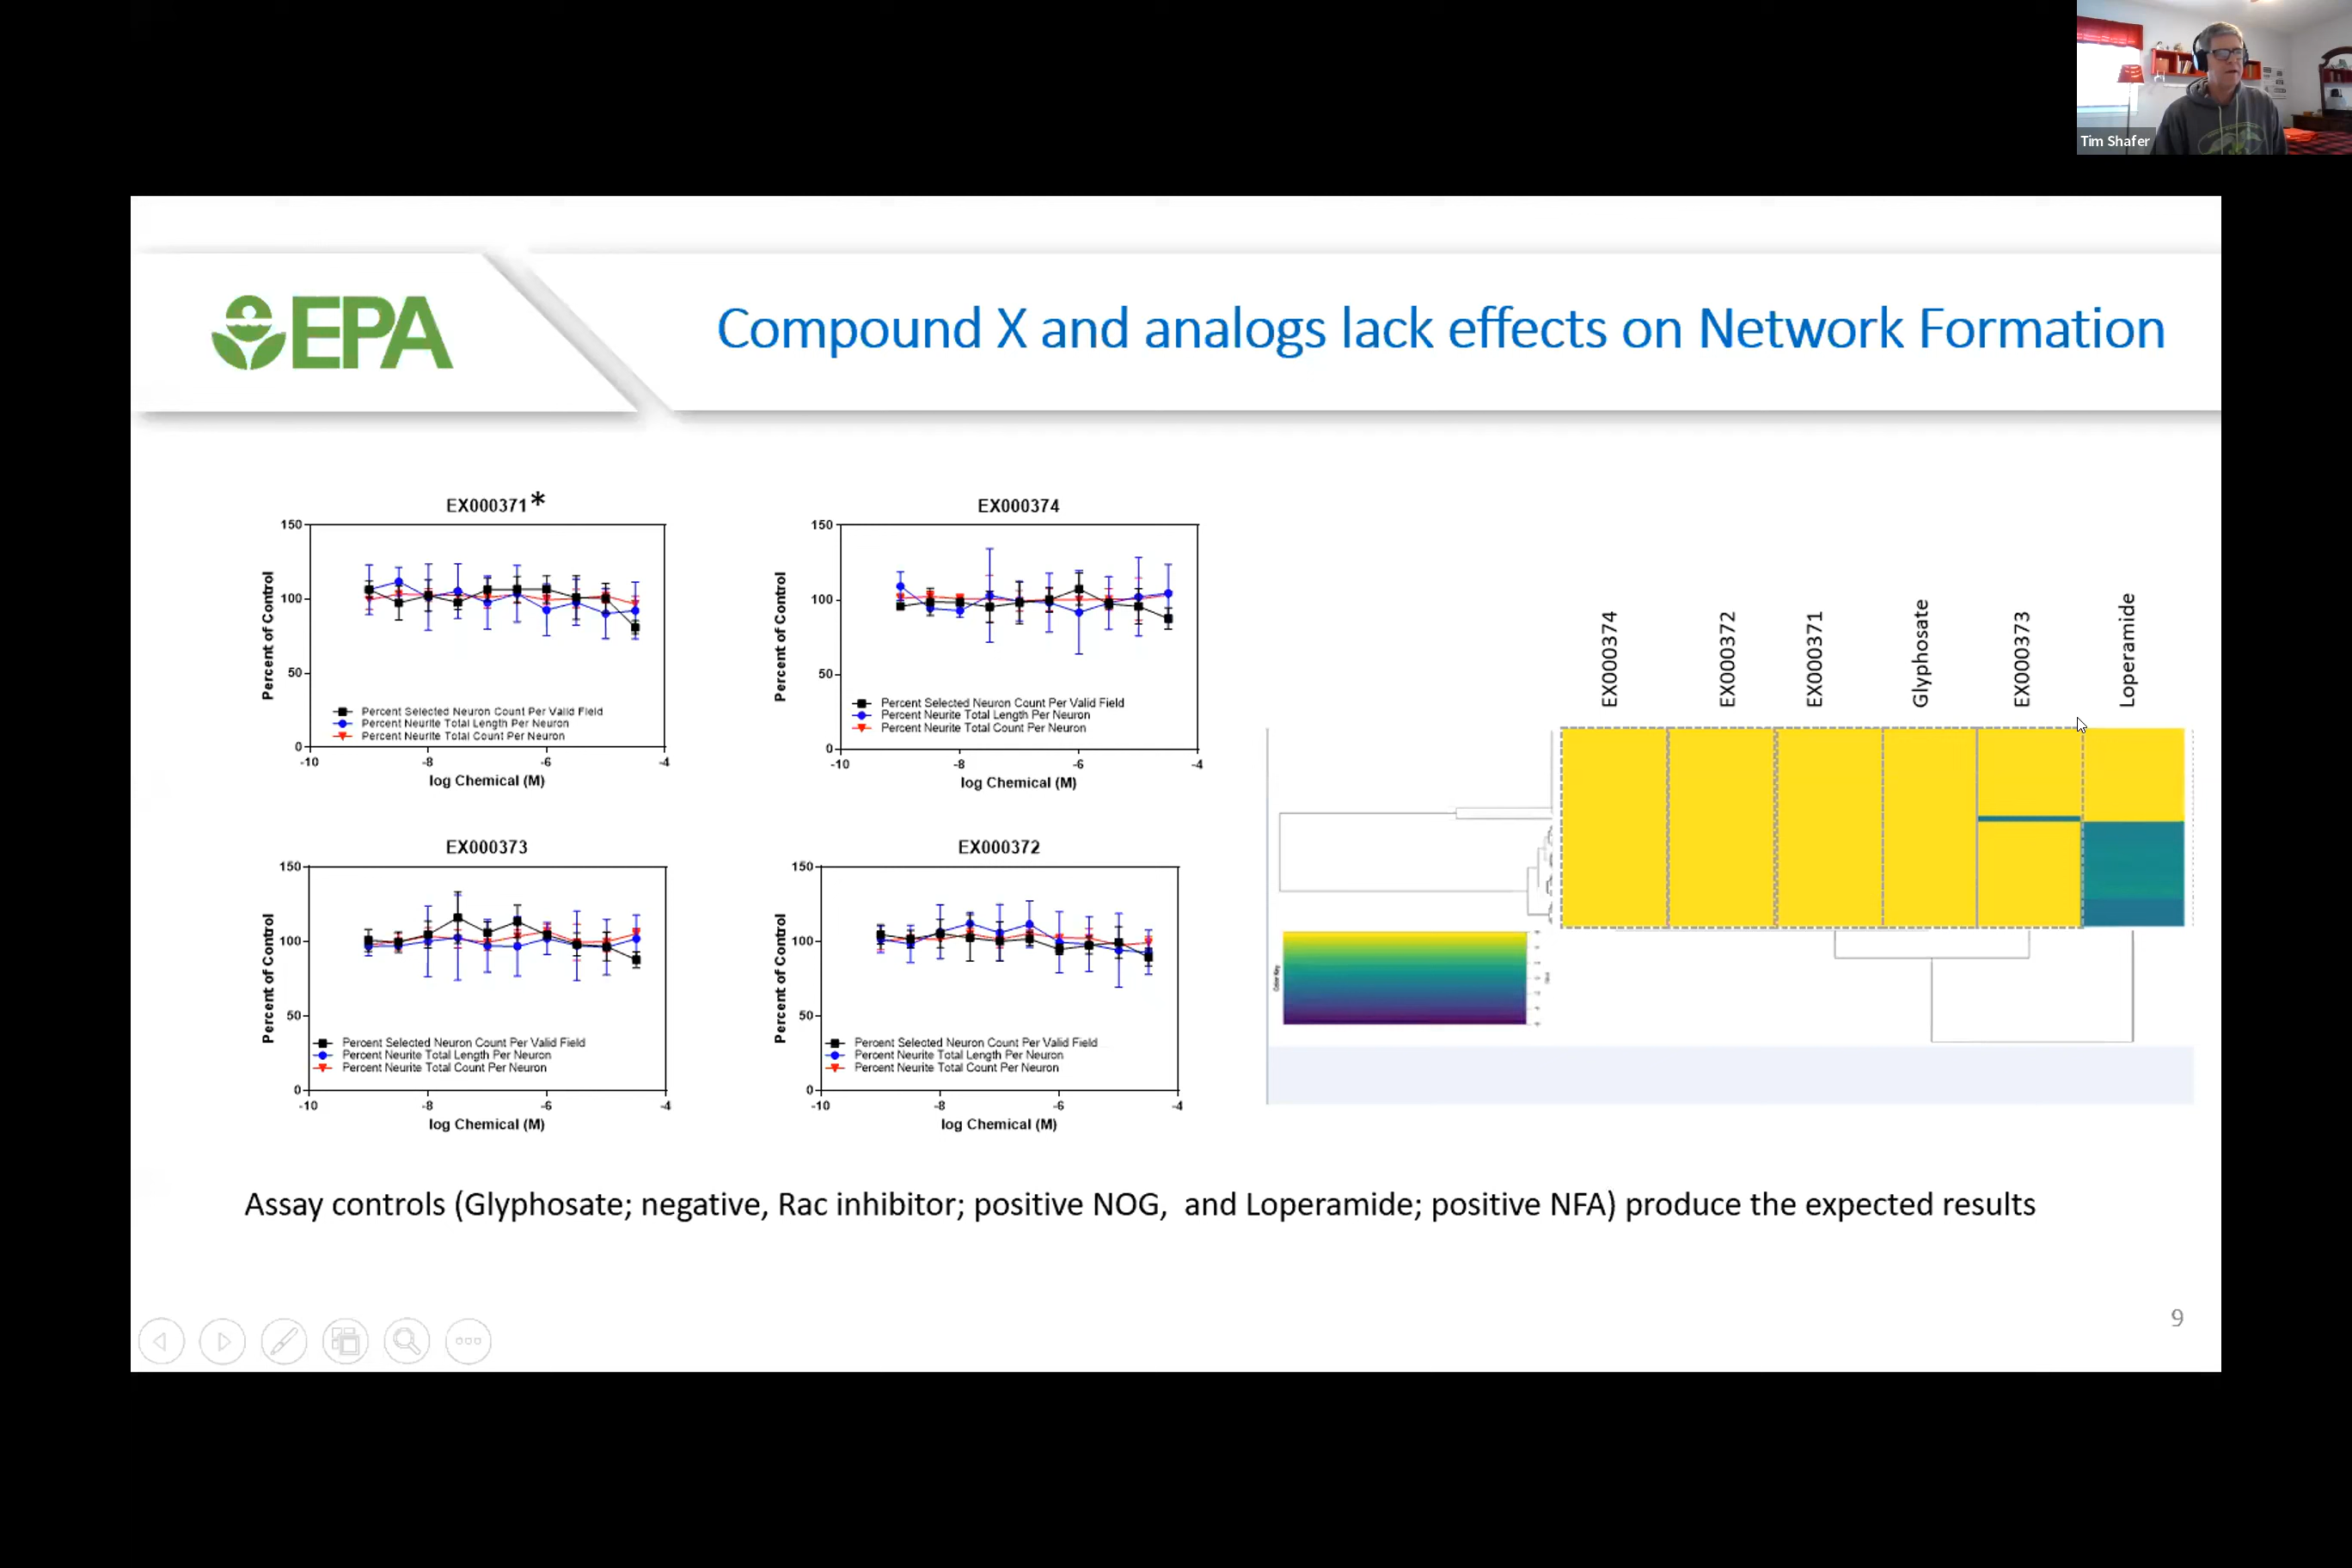 Tim Shafer
EPA
Compound X and analogs lack effects on Network Formation
EX000371*
150
100
50
0
Percent of Control
Percent Selected Neuron Count Per Valid Field
Percent Neurite Total Length Per Neuron
Percent Neurite Total Count Per Neuron
-10 -8 -6 -4
log Chemical (M)
EX000374
150
100
50
0
Percent of Control
Percent Selected Neuron Count Per Valid Field
Percent Neurite Total Length Per Neuron
Percent Neurite Total Count Per Neuron
-10 -8 -6 -4
log Chemical (M)
EX000373
150
100
50
0
Percent of Control
Percent Selected Neuron Count Per Valid Field
Percent Neurite Total Length Per Neuron
Percent Neurite Total Count Per Neuron
-10 -8 -6 -4
log Chemical (M)
EX000372
150
100
50
0
Percent of Control
Percent Selected Neuron Count Per Valid Field
Percent Neurite Total Length Per Neuron
Percent Neurite Total Count Per Neuron
-10 -8 -6 -4
log Chemical (M)
EX000374
EX000372
EX000371
Glyphosate
EX000373
Loperamide
Color Key
Assay controls (Glyphosate; negative, Rac inhibitor; positive NOG, and Loperamide; positive NFA) produce the expected results
9